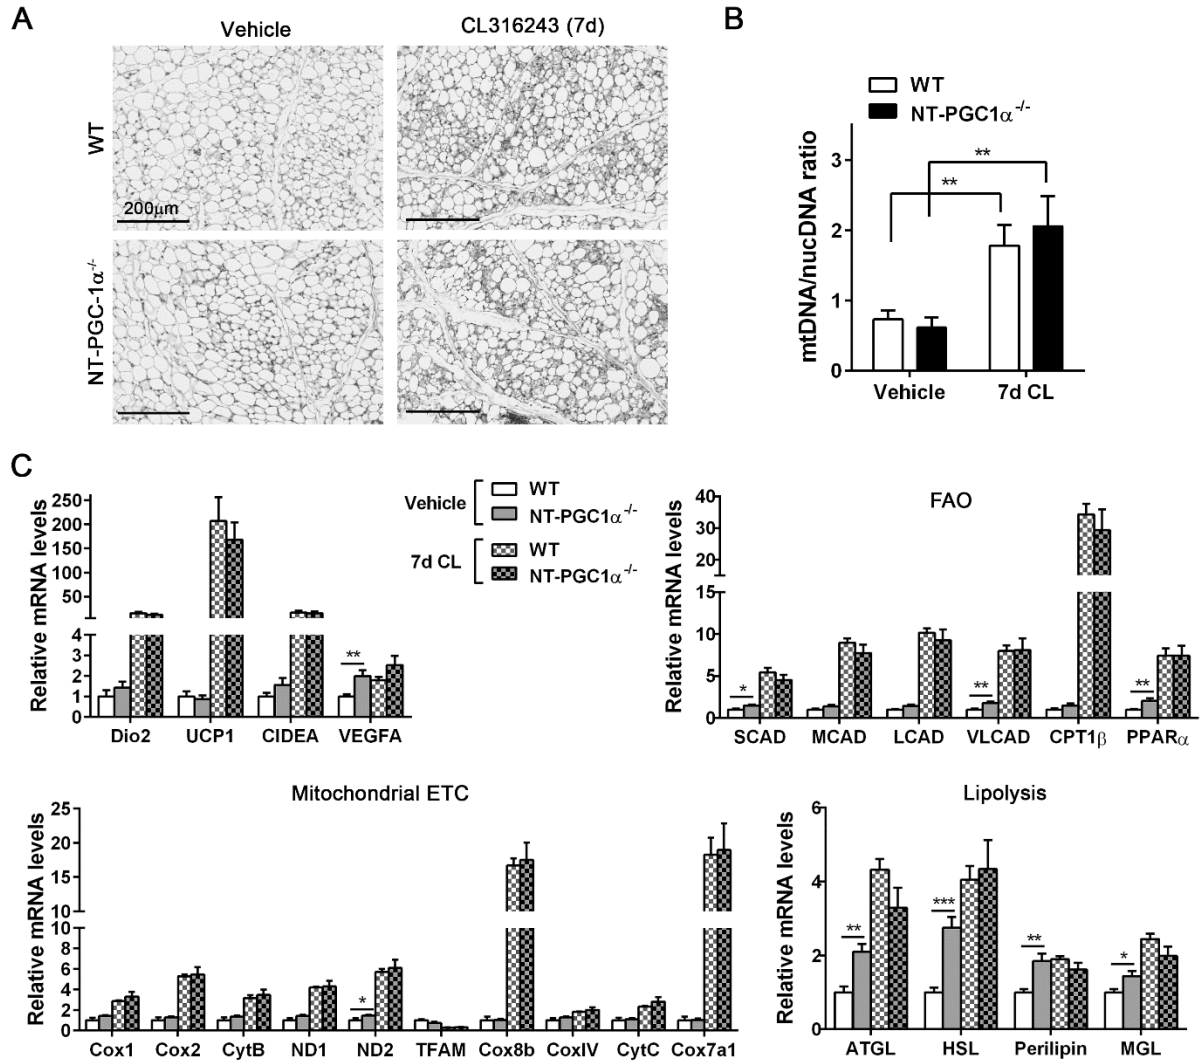 A
Vehicle
CL316243 (7d)
WT
200μm
NT-PGC-1α-/-
B
WT
NT-PGC1α-/-
mtDNA/nucDNA ratio
3
2
1
0
**
**
Vehicle
7d CL
C
Relative mRNA levels
250
200
150
100
50
4
3
2
1
0
**
Dio2
UCP1
CIDEA
VEGFA
Vehicle
WT
NT-PGC1α-/-
7d CL
WT
NT-PGC1α-/-
FAO
Relative mRNA levels
40
30
20
15
10
5
0
*
**
**
SCAD
MCAD
LCAD
VLCAD
CPT1β
PPARα
Mitochondrial ETC
Relative mRNA levels
25
20
15
10
10
8
6
4
2
0
*
Cox1
Cox2
CytB
ND1
ND2
TFAM
Cox8b
CoxIV
CytC
Cox7a1
Lipolysis
Relative mRNA levels
6
4
2
0
**
***
**
*
ATGL
HSL
Perilipin
MGL